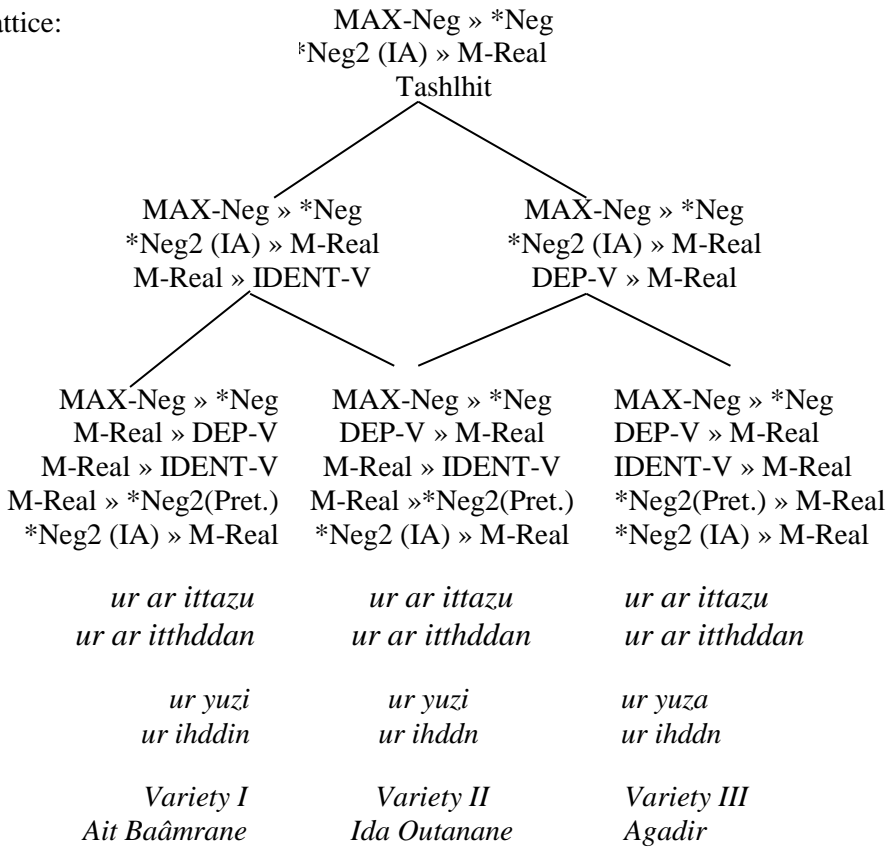 attice: MAX-Neg » *Neg
*Neg2 (IA) » M-Real
Tashlhit
MAX-Neg » *Neg MAX-Neg » *Neg
*Neg2 (IA) » M-Real *Neg2 (IA) » M-Real
M-Real » IDENT-V DEP-V » M-Real
MAX-Neg » *Neg MAX-Neg » *Neg MAX-Neg » *Neg
M-Real » DEP-V DEP-V » M-Real DEP-V » M-Real
M-Real » IDENT-V M-Real » IDENT-V IDENT-V » M-Real
M-Real » *Neg2(Pret.) M-Real »*Neg2(Pret.) *Neg2(Pret.) » M-Real
*Neg2 (IA) » M-Real *Neg2 (IA) » M-Real *Neg2 (IA) » M-Real
ur ar ittazu ur ar ittazu ur ar ittazu
ur ar itthddan ur ar itthddan ur ar itthddan
ur yuzi ur yuzi ur yuza
ur ihddin ur ihddn ur ihddn
Variety I Variety II Variety III
Ait Baâmrane Ida Outanane Agadir